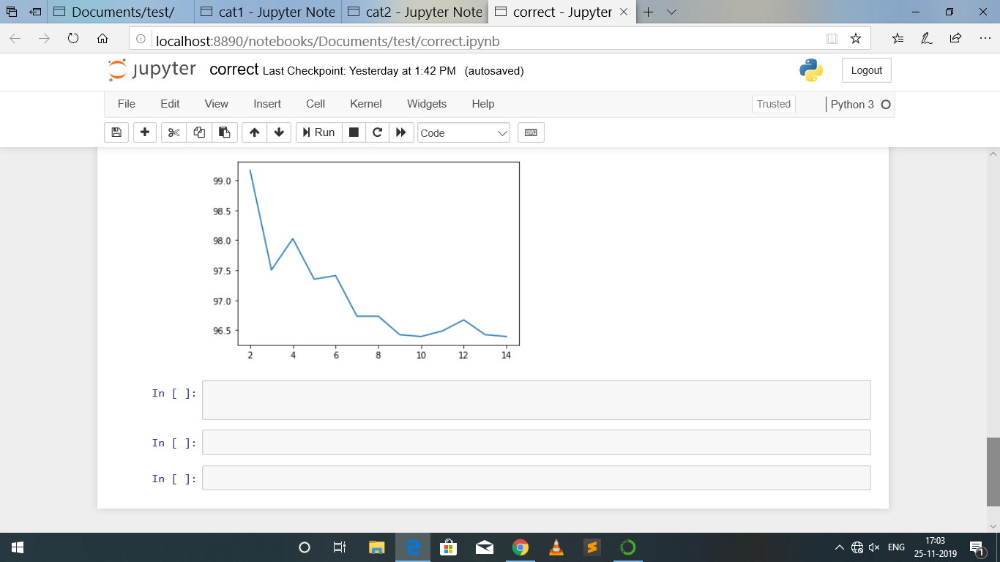 Documents/test/ cat1 - Jupyter Note cat2 - Jupyter Note correct - Jupyter
localhost:8890/notebooks/Documents/test/correct.ipynb
jupyter correct Last Checkpoint: Yesterday at 1:42 PM (autosaved) Logout
File Edit View Insert Cell Kernel Widgets Help Trusted Python 3
Run Code
99.0
98.5
98.0
97.5
97.0
96.5
2 4 6 8 10 12 14
In [ ]:
In [ ]:
In [ ]:
ENG 17:03
25-11-2019 1